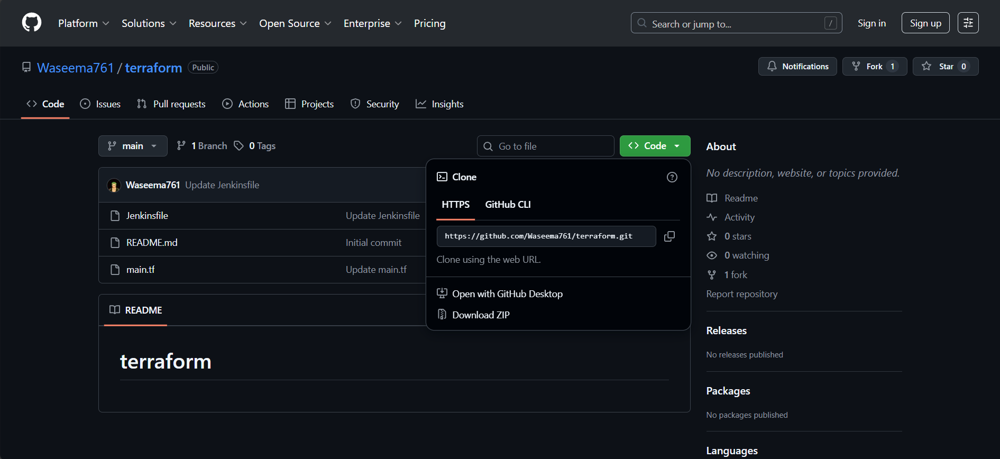 Platform Solutions Resources Open Source Enterprise Pricing Search or jump to... / Sign in Sign up
Waseema761 / terraform Public Notifications Fork 1 Star 0
Code Issues Pull requests Actions Projects Security Insights
main 1 Branch 0 Tags Go to file Code
Waseema761 Update Jenkinsfile
Jenkinsfile Update Jenkinsfile
README.md Initial commit
main.tf Update main.tf
README
terraform
Clone
HTTPS GitHub CLI
https://github.com/Waseema761/terraform.git
Clone using the web URL.
Open with GitHub Desktop
Download ZIP
About
No description, website, or topics provided.
Readme
Activity
0 stars
0 watching
1 fork
Report repository
Releases
No releases published
Packages
No packages published
Languages